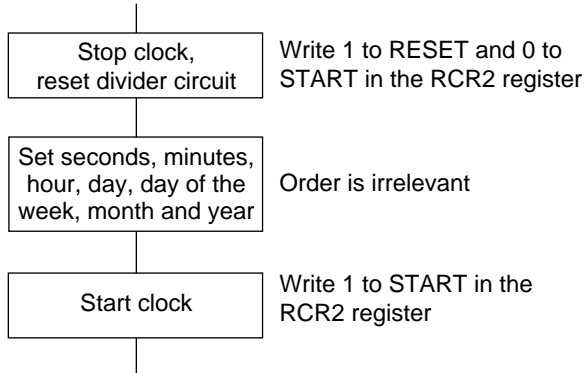 Stop clock,
reset divider circuit
Write 1 to RESET and 0 to
START in the RCR2 register
Set seconds, minutes,
hour, day, day of the
week, month and year
Order is irrelevant
Start clock
Write 1 to START in the
RCR2 register